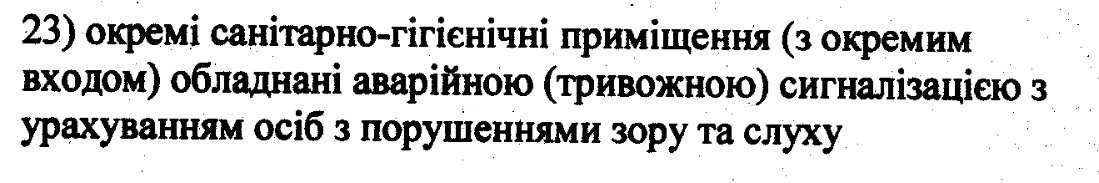 23) окремі санітарно-гігієнічні приміщення (з окремим
входом) обладнані аварійною (тривожною) сигналізацією з
урахуванням осіб з порушеннями зору та слуху